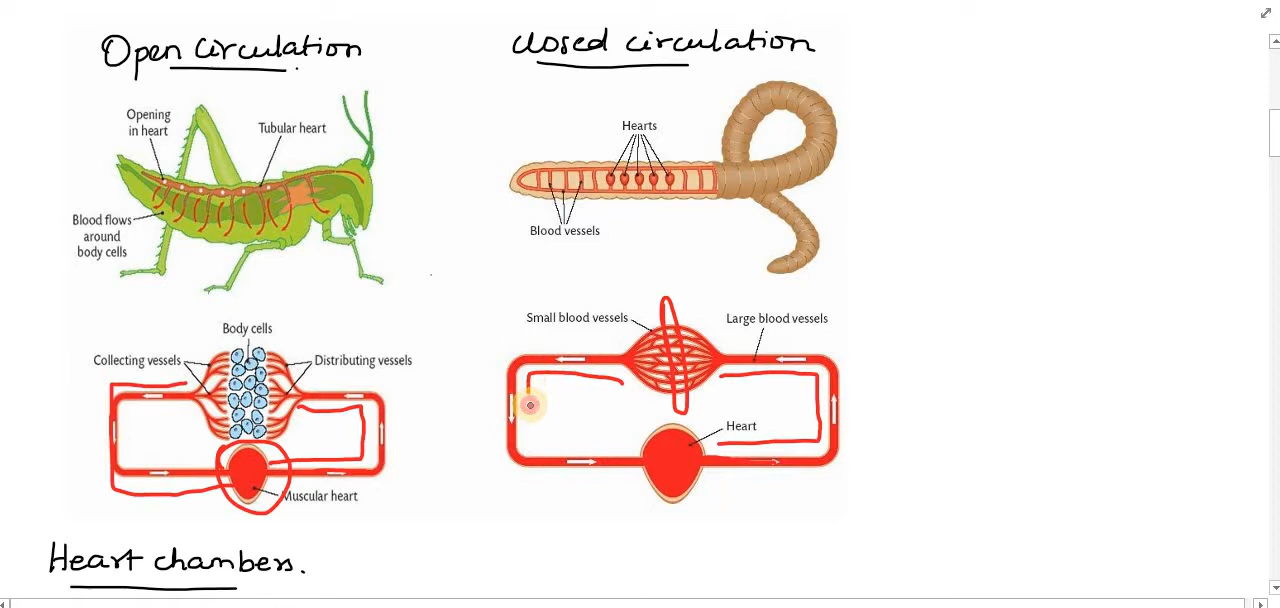 Open circulation
closed circulation
Opening
in heart
Tubular heart
Blood flows
around
body cells
Hearts
Blood vessels
Body cells
Collecting vessels
Distributing vessels
Muscular heart
Small blood vessels
Large blood vessels
Heart
Heart chambers.